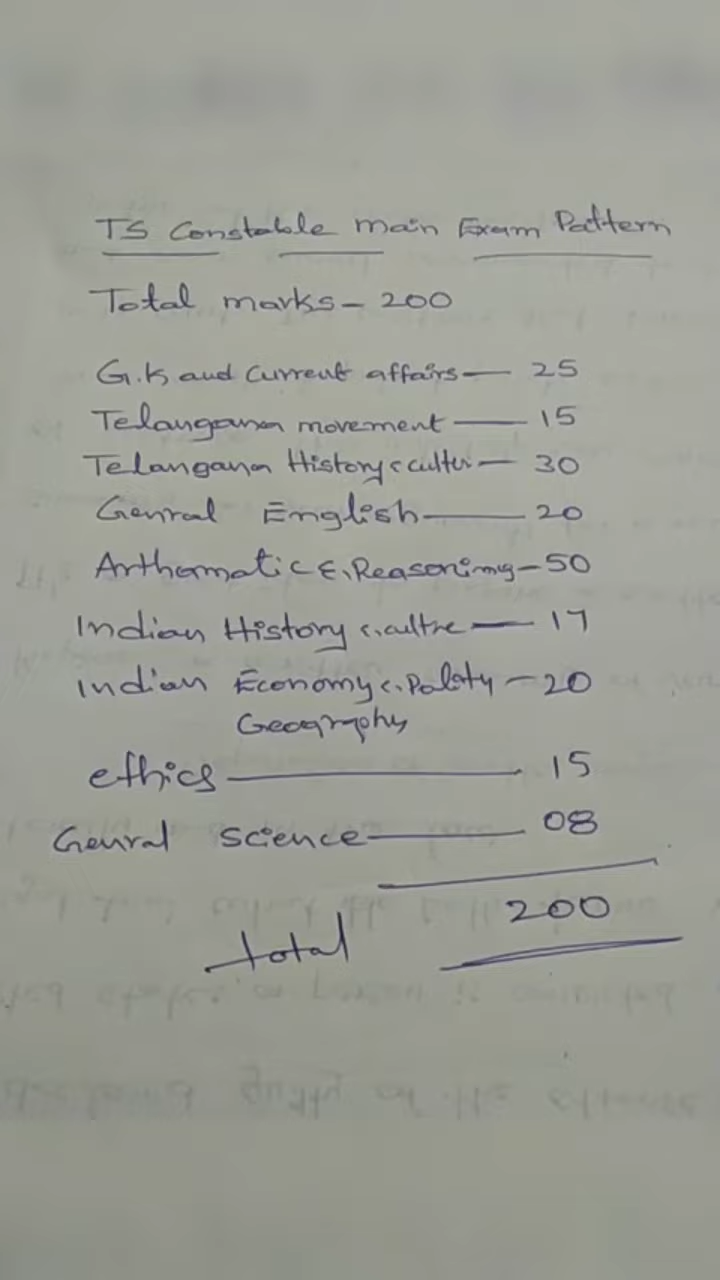 TS Constable main Exam Pattern
Total marks - 200
G.K and Current affairs — 25
Telangana movement — 15
Telangana History & cultur — 30
Genral English — 20
Arthamatic & Reasoning - 50
Indian History & cultre — 17
Indian Economy & Polity - 20
Geography
ethics — 15
Genral science — 08
total 200